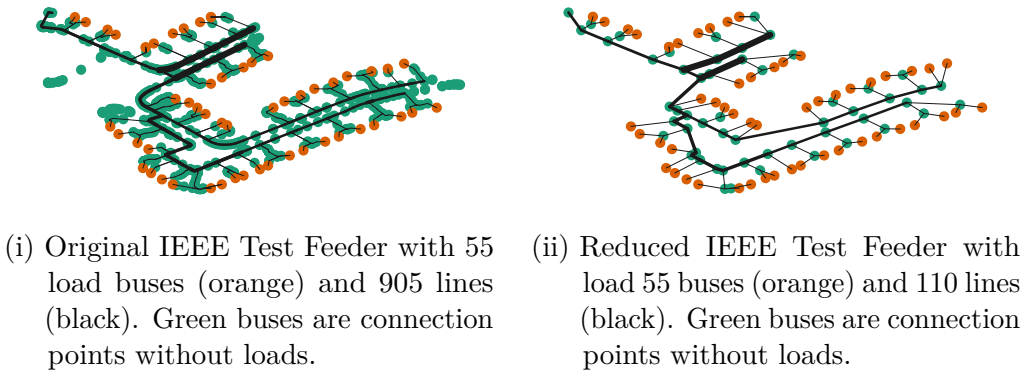 (i) Original IEEE Test Feeder with 55
load buses (orange) and 905 lines
(black). Green buses are connection
points without loads.
(ii) Reduced IEEE Test Feeder with
load 55 buses (orange) and 110 lines
(black). Green buses are connection
points without loads.